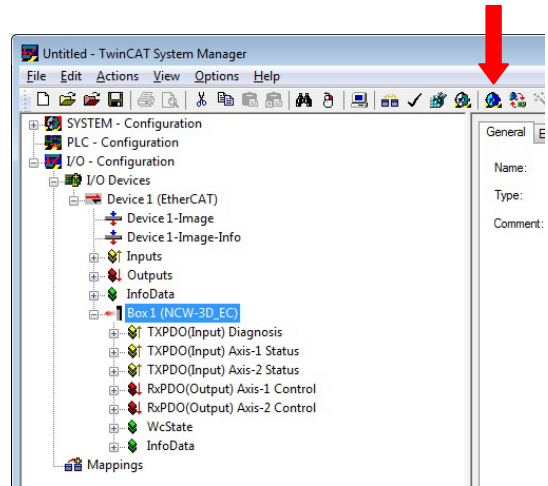 Untitled - TwinCAT System Manager
File Edit Actions View Options Help
SYSTEM - Configuration
PLC - Configuration
I/O - Configuration
I/O Devices
Device 1 (EtherCAT)
Device 1-Image
Device 1-Image-Info
Inputs
Outputs
InfoData
Box 1 (NCW-3D_EC)
TXPDO(Input) Diagnosis
TXPDO(Input) Axis-1 Status
TXPDO(Input) Axis-2 Status
RxPDO(Output) Axis-1 Control
RxPDO(Output) Axis-2 Control
WcState
InfoData
Mappings
General E
Name:
Type:
Comment: